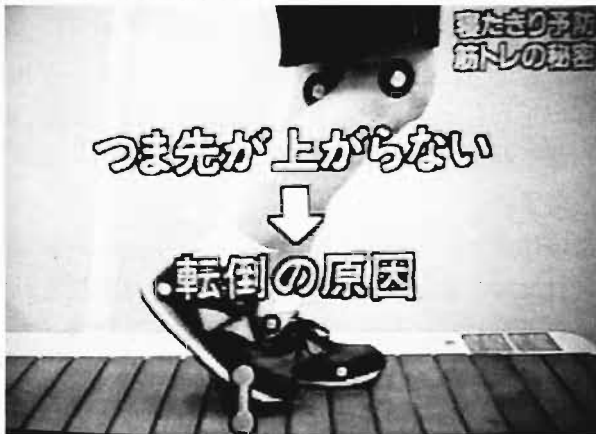 寝たきり予防
筋トレの秘密
つま先が上がらない
転倒の原因